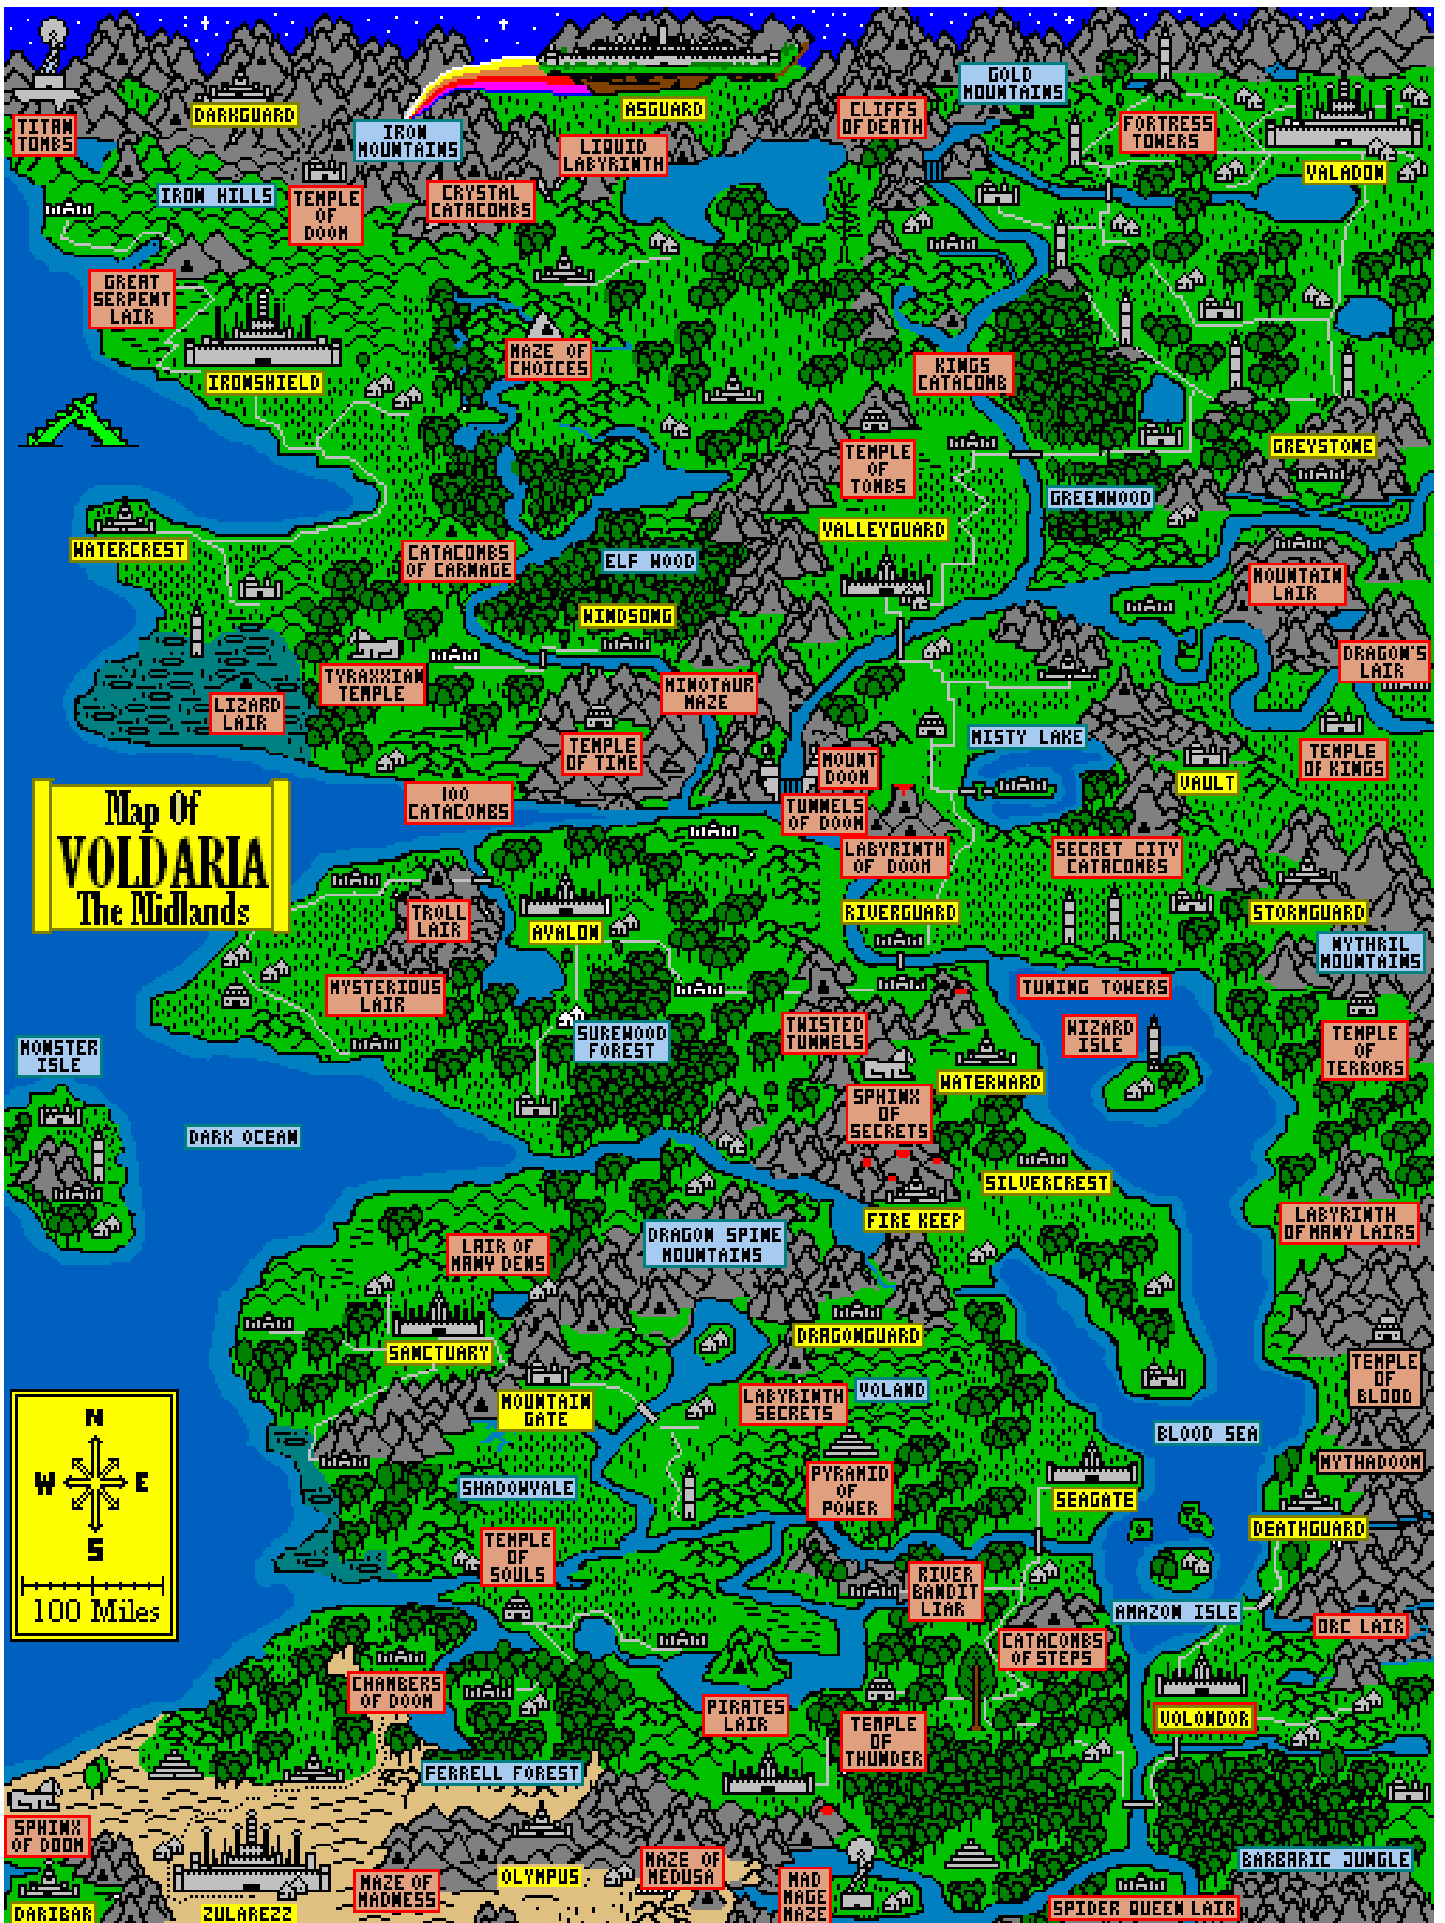 GOLD
MOUNTAINS
ASGUARD
DARKGUARD
CLIFFS
OF DEATH
TITAN
TOMBS
IRON
MOUNTAINS
LIQUID
LABYRINTH
FORTRESS
TOWERS
VALADON
IRON HILLS
TEMPLE
OF
DOOM
CRYSTAL
CATACOMBS
GREAT
SERPENT
LAIR
MAZE OF
CHOICES
KINGS
CATACOMB
IRONSHIELD
TEMPLE
OF
TOMBS
GREYSTONE
GREENWOOD
VALLEYGUARD
WATERCREST
CATACOMBS
OF CARNAGE
ELF WOOD
MOUNTAIN
LAIR
WINDSONG
DRAGON'S
LAIR
TYRAXXIAN
TEMPLE
MINOTAUR
MAZE
LIZARD
LAIR
MISTY LAKE
TEMPLE
OF TIME
MOUNT
DOOM
VAULT
TEMPLE
OF KINGS
100
CATACOMBS
TUNNELS
OF DOOM
Map Of
VOLDARIA
The Midlands
LABYRINTH
OF DOOM
SECRET CITY
CATACOMBS
TROLL
LAIR
AVALON
RIVERGUARD
STORMGUARD
MYTHRIL
MOUNTAINS
MYSTERIOUS
LAIR
TUNING TOWERS
SUREWOOD
FOREST
TWISTED
TUNNELS
WIZARD
ISLE
TEMPLE
OF
TERRORS
MONSTER
ISLE
WATERWARD
SPHINX
OF
SECRETS
DARK OCEAN
SILVERCREST
FIRE KEEP
LABYRINTH
OF MANY LAIRS
LAIR OF
MANY DENS
DRAGON SPINE
MOUNTAINS
DRAGONGUARD
SANCTUARY
TEMPLE
OF
BLOOD
MOUNTAIN
GATE
LABYRINTH
SECRETS
VOLAND
BLOOD SEA
N
W E
S
100 Miles
MYTHADOOM
SHADOWVALE
PYRAMID
OF
POWER
SEAGATE
DEATHGUARD
TEMPLE
OF
SOULS
RIVER
BANDIT
LIAR
AMAZON ISLE
ORC LAIR
CATACOMBS
OF STEPS
CHAMBERS
OF DOOM
PIRATES
LAIR
TEMPLE
OF
THUNDER
VOLONDOR
FERRELL FOREST
SPHINX
OF DOOM
MAZE OF
MEDUSA
BARBARIC JUNGLE
OLYMPUS
MAZE OF
MADNESS
MAD
MAGE
MAZE
DARIBAR
ZULAREZZ
SPIDER QUEEN LAIR